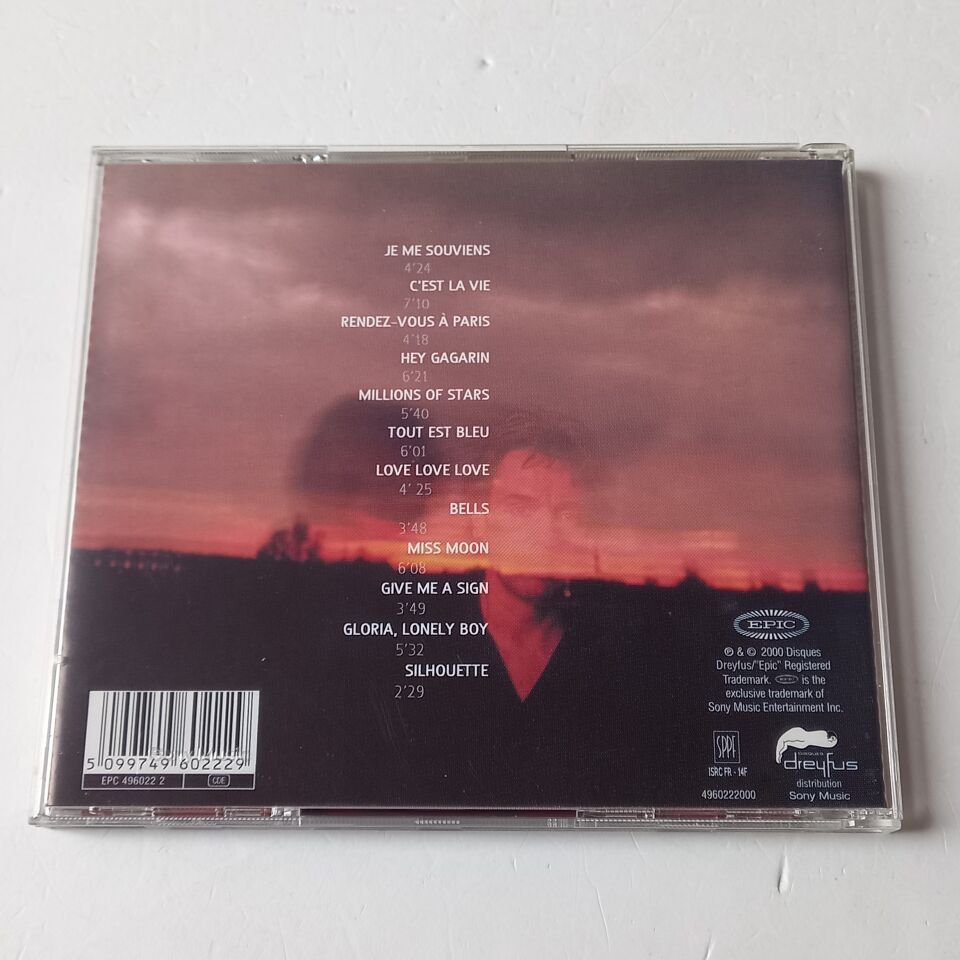 JE ME SOUVIENS
4'24
C'EST LA VIE
7'10
RENDEZ-VOUS À PARIS
4'18
HEY GAGARIN
6'21
MILLIONS OF STARS
5'40
TOUT EST BLEU
6'01
LOVE LOVE LOVE
4' 25
BELLS
3'48
MISS MOON
6'08
GIVE ME A SIGN
3'49
GLORIA, LONELY BOY
5'32
SILHOUETTE
2'29
EPIC
℗ & © 2000 Disques
Dreyfus/"Epic" Registered
Trademark. EPIC is the
exclusive trademark of
Sony Music Entertainment Inc.
5 099749 602229
EPC 496022 2
CDE
SPPF
ISRC FR - 14F
4960222000
DISQUES
dreyfus
distribution
Sony Music